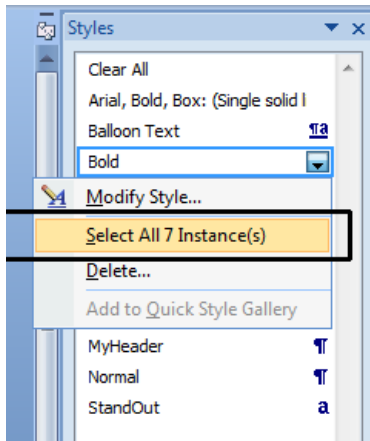 Styles
Clear All
Arial, Bold, Box: (Single solid l
Balloon Text ¶a
Bold
Modify Style...
Select All 7 Instance(s)
Delete...
Add to Quick Style Gallery
MyHeader ¶
Normal ¶
StandOut a